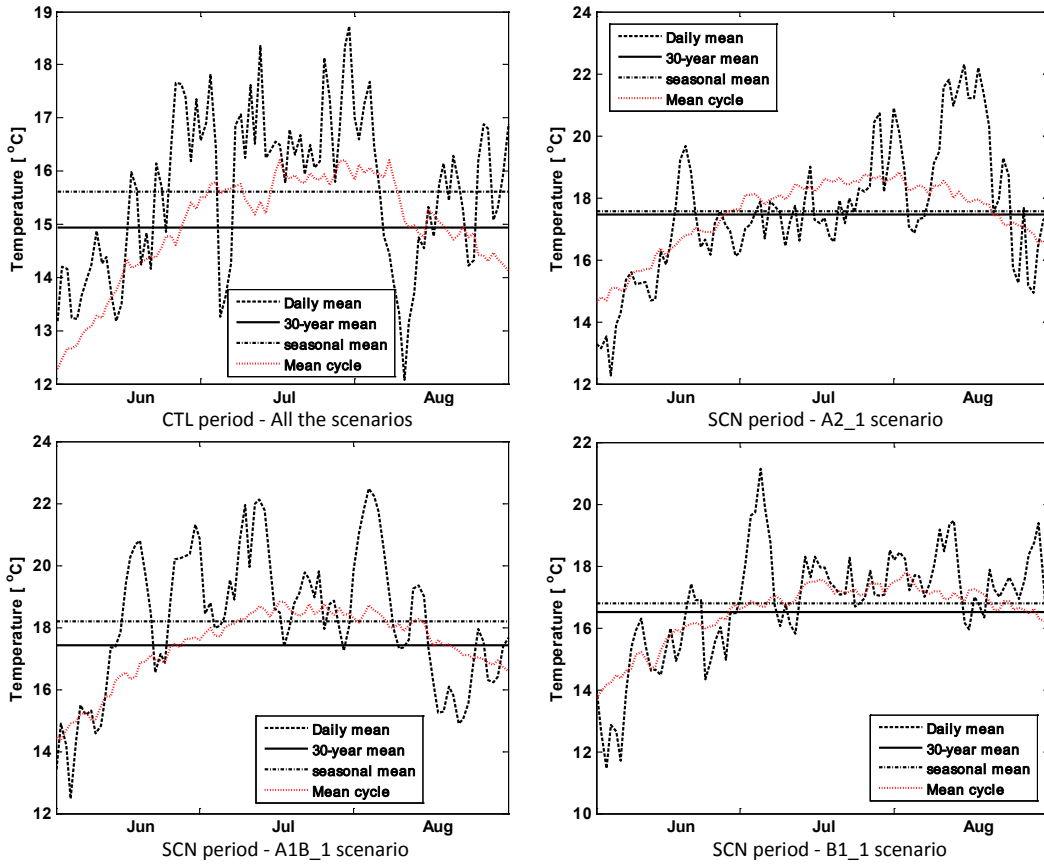 19
18
17
16
15
14
13
12
Temperature [ °C]
Daily mean
30-year mean
seasonal mean
Mean cycle
Jun Jul Aug
CTL period - All the scenarios
24
22
20
18
16
14
12
Temperature [ °C]
Daily mean
30-year mean
seasonal mean
Mean cycle
Jun Jul Aug
SCN period - A2_1 scenario
24
22
20
18
16
14
12
Temperature [ °C]
Daily mean
30-year mean
seasonal mean
Mean cycle
Jun Jul Aug
SCN period - A1B_1 scenario
22
20
18
16
14
12
10
Temperature [ °C]
Daily mean
30-year mean
seasonal mean
Mean cycle
Jun Jul Aug
SCN period - B1_1 scenario